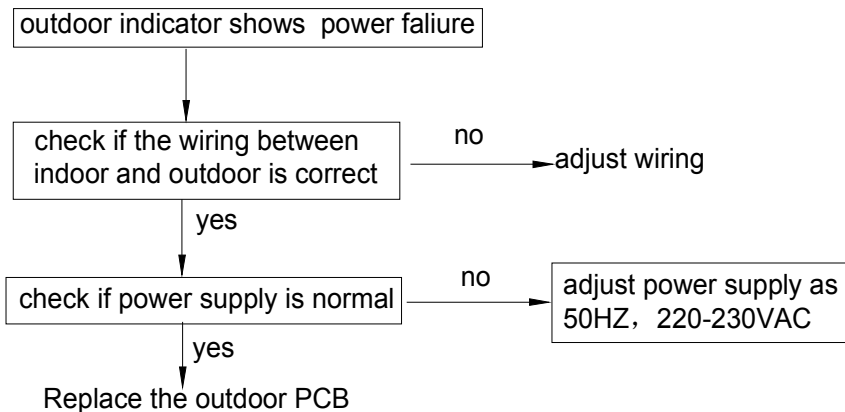 outdoor indicator shows  power faliure
check if the wiring between
indoor and outdoor is correct
no
adjust wiring
yes
check if power supply is normal
no
adjust power supply as
50HZ，220-230VAC
yes
Replace the outdoor PCB